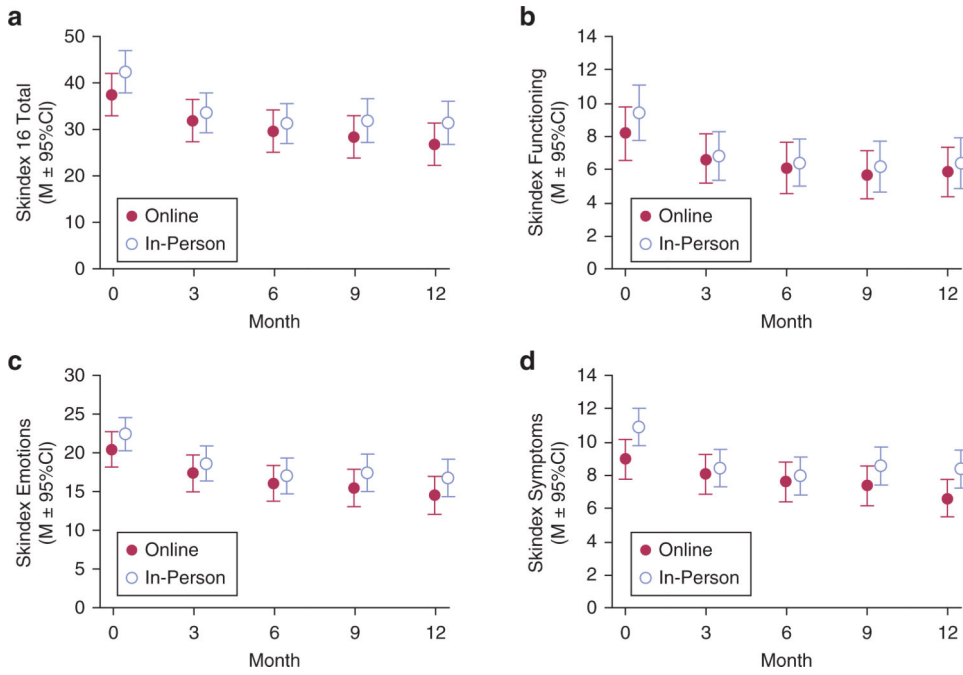 a
Skindex 16 Total
(M ± 95%CI)
50
40
30
20
10
0
Online
In-Person
0 3 6 9 12
Month
b
Skindex Functioning
(M ± 95%CI)
14
12
10
8
6
4
2
0
Online
In-Person
0 3 6 9 12
Month
c
Skindex Emotions
(M ± 95%CI)
30
25
20
15
10
5
0
Online
In-Person
0 3 6 9 12
Month
d
Skindex Symptoms
(M ± 95%CI)
14
12
10
8
6
4
2
0
Online
In-Person
0 3 6 9 12
Month